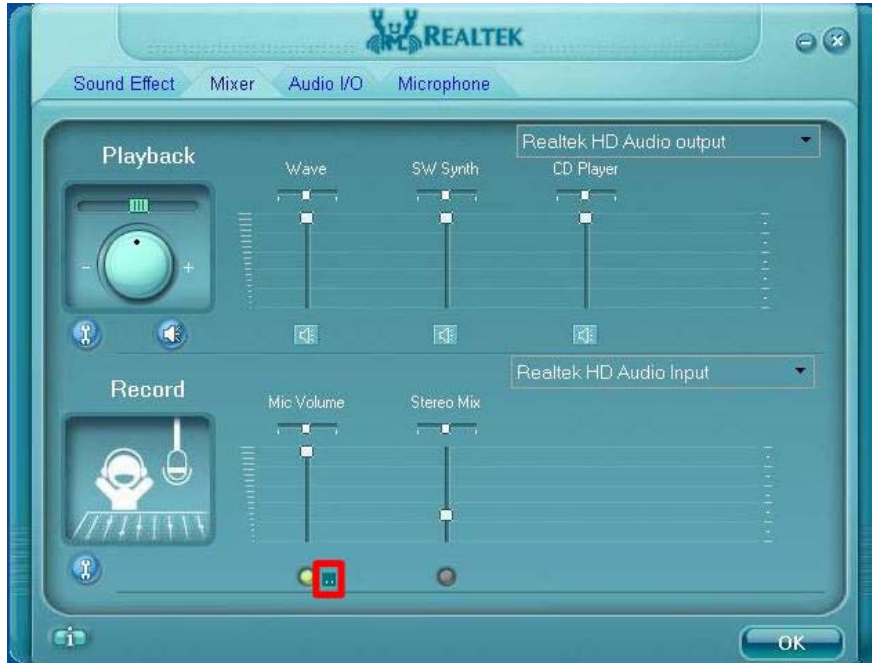 REALTEK
Sound Effect Mixer Audio I/O Microphone
Realtek HD Audio output
Playback
Wave SW Synth CD Player
- +
Realtek HD Audio Input
Record
Mic Volume Stereo Mix
..
i
OK